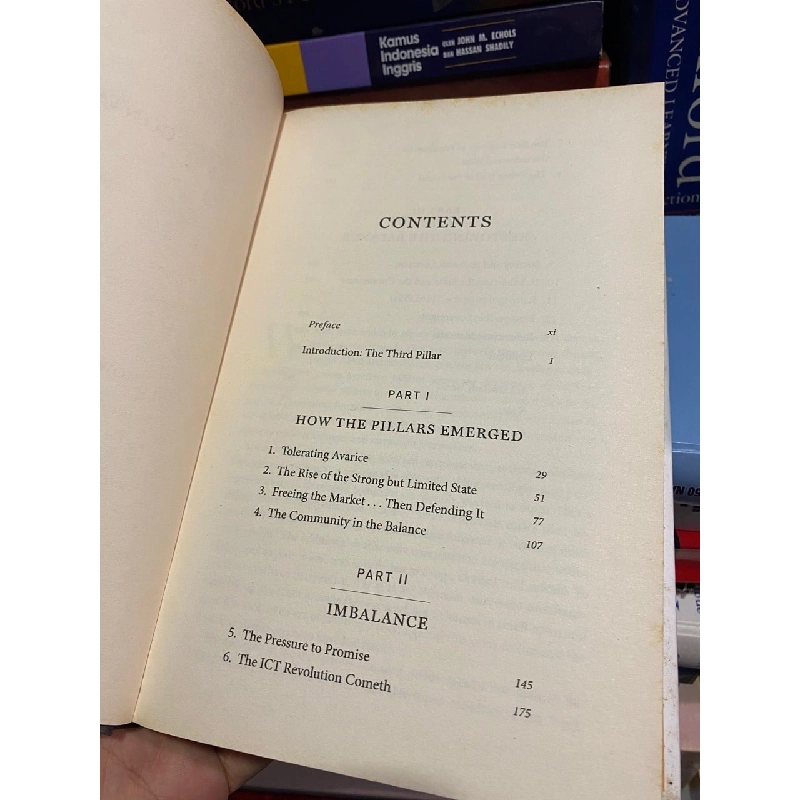 Kamus
Indonesia
Inggris
OLEH JOHN M. ECHOLS
DAN HASSAN SHADILY
CONTENTS
Preface xi
Introduction: The Third Pillar 1
PART I
HOW THE PILLARS EMERGED
1. Tolerating Avarice 29
2. The Rise of the Strong but Limited State 51
3. Freeing the Market . . . Then Defending It 77
4. The Community in the Balance 107
PART II
IMBALANCE
5. The Pressure to Promise 145
6. The ICT Revolution Cometh 175